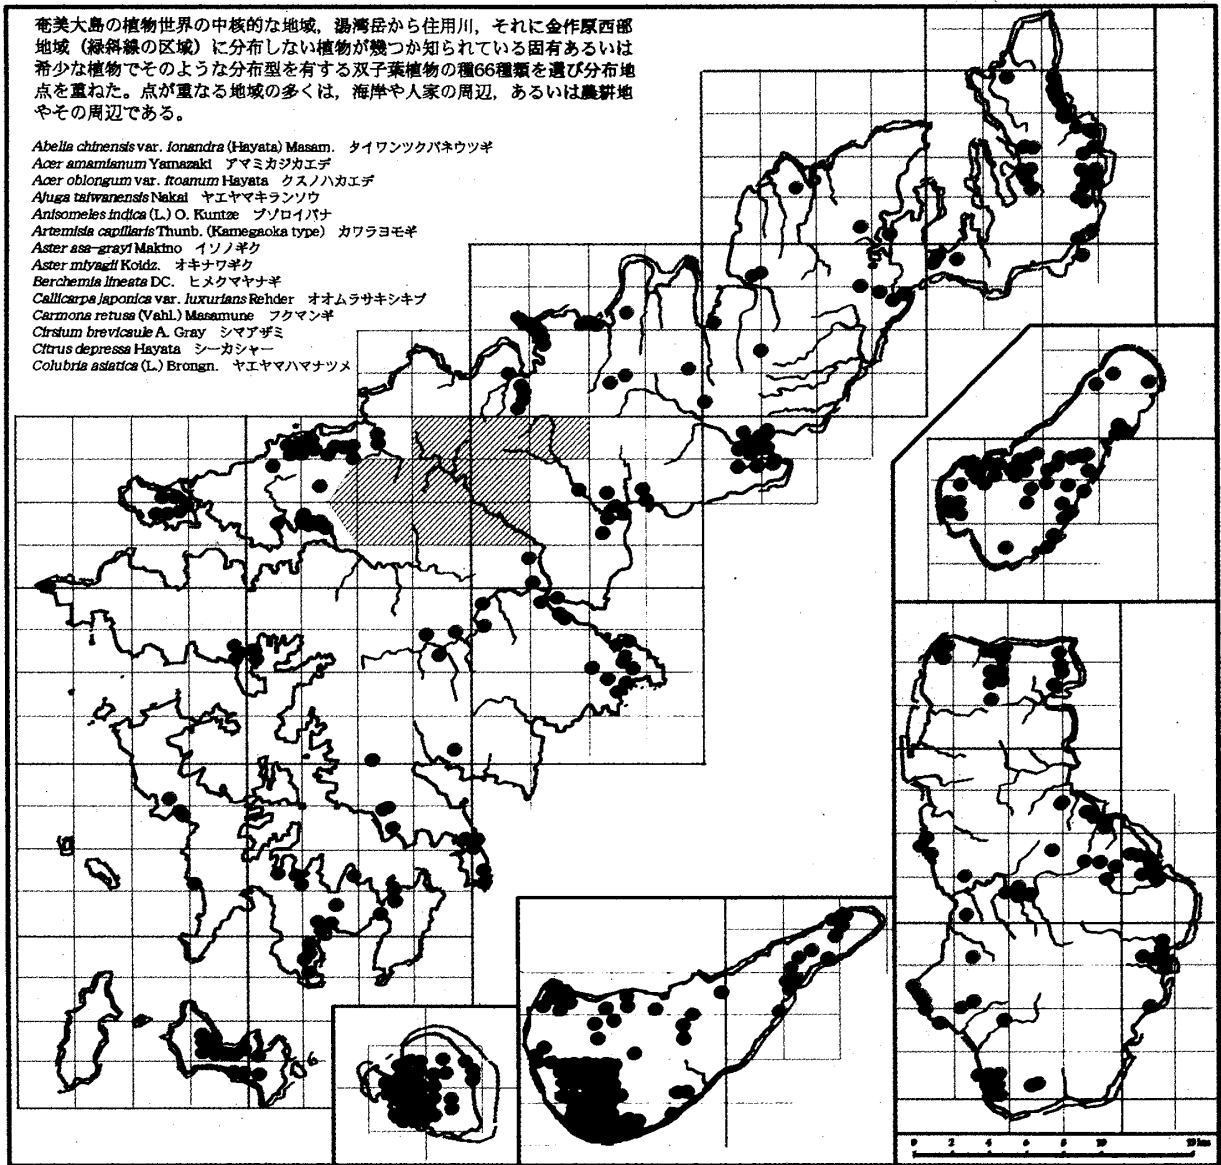 奄美大島の植物世界の中核的な地域，湯湾岳から住用川，それに金作原西部
地域（緑斜線の区域）に分布しない植物が幾つか知られている固有あるいは
希少な植物でそのような分布型を有する双子葉植物の種66種類を選び分布地
点を重ねた。点が重なる地域の多くは，海岸や人家の周辺，あるいは農耕地
やその周辺である。
Abelia chinensis var. ionandra (Hayata) Masam.　タイワンツクバネウツギ
Acer amamianum Yamazaki　アマミカジカエデ
Acer oblongum var. itoanum Hayata　クスノハカエデ
Ajuga taiwanensis Nakai　ヤエヤマキランソウ
Anisomeles indica (L.) O. Kuntze　ブゾロイバナ
Artemisia capillaris Thunb. (Kamegaoka type)　カワラヨモギ
Aster asa-grayi Makino　イソノギク
Aster miyagii Koidz.　オキナワギク
Berchemia lineata DC.　ヒメクマヤナギ
Callicarpa japonica var. luxurians Rehder　オオムラサキシキブ
Carmona retusa (Vahl.) Masamune　フクマンギ
Cirsium brevicaule A. Gray　シマアザミ
Citrus depressa Hayata　シーカシャー
Colubria asiatica (L.) Brongn.　ヤエヤマハマナツメ
0 2 4 6 8 10